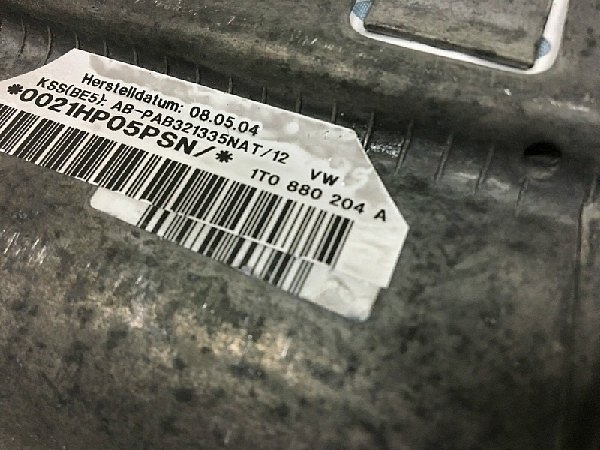 Herstelldatum: 08.05.04
KSS(BE5): AB-PAB321335NAT/12 VW
*0021HP05PSN/* 1T0 880 204 A